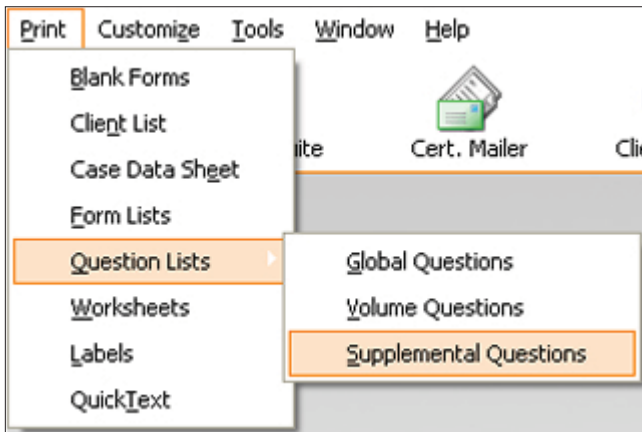 Print Customize Tools Window Help
Blank Forms
Client List
Cert. Mailer
Case Data Sheet
Form Lists
Question Lists
Global Questions
Worksheets
Volume Questions
Labels
Supplemental Questions
QuickText